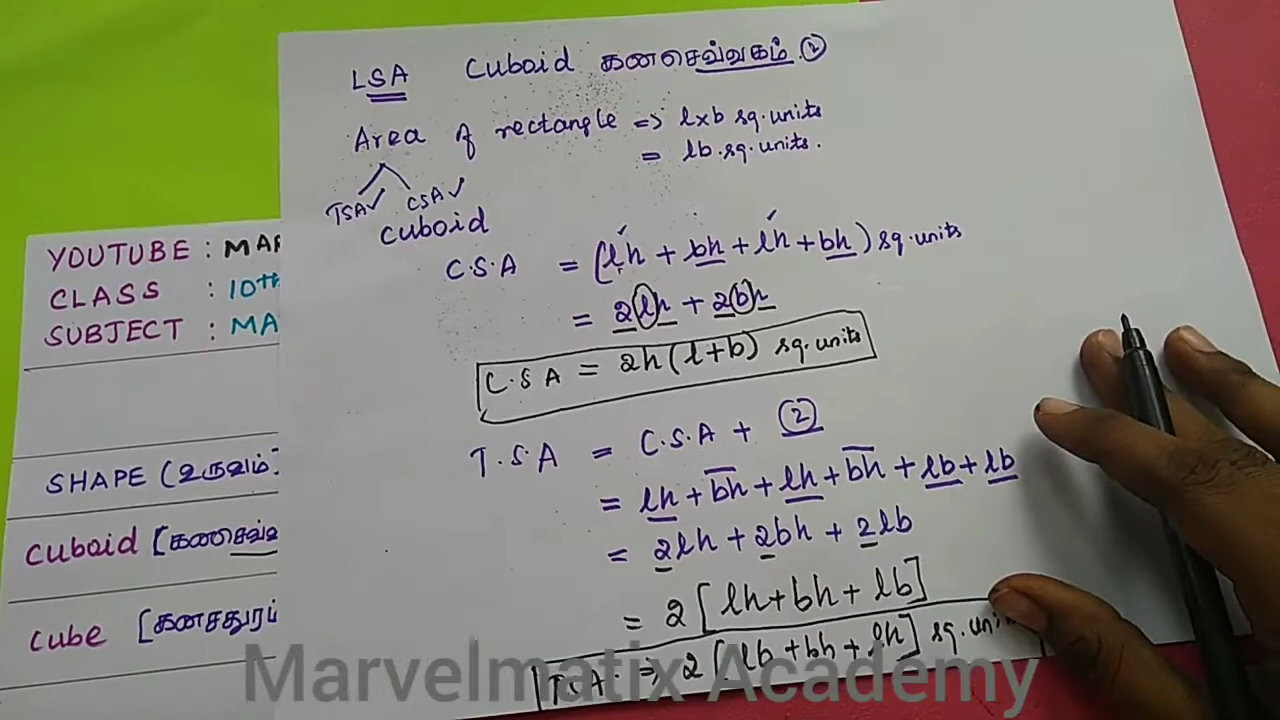 LSA Cuboid கனசெவ்வகம் ②
Area of rectangle => l×b sq.units
= lb.sq.units.
TSA✓ CSA✓
Cuboid
C.S.A = (lh + bh + lh + bh) sq.units
= 2lh + 2bh
C.S.A = 2h(l+b) sq.units
T.S.A = C.S.A + ②
= lh + bh + lh + bh + lb + lb
= 2lh + 2bh + 2lb
= 2[lh+bh+lb]
T.S.A. => 2[lb+bh+lh] sq.units
YOUTUBE : MAR
CLASS : 10th
SUBJECT : MA
SHAPE (உருவம்)
Cuboid [கனசெவ்வ
Cube [கனசதுரம்
Marvelmatix Academy